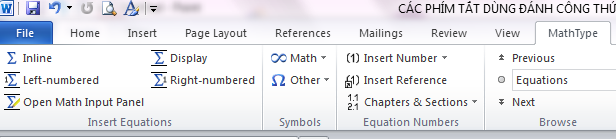 CÁC PHÍM TẮT DÙNG ĐÁNH CÔNG THỨ
File Home Insert Page Layout References Mailings Review View MathType
Σ Inline Σ Display Math (1) Insert Number Previous
Σ Left-numbered Σ Right-numbered Ω Other Insert Reference Equations
Σ Open Math Input Panel 1.1 2.1 Chapters & Sections Next
Insert Equations Symbols Equation Numbers Browse